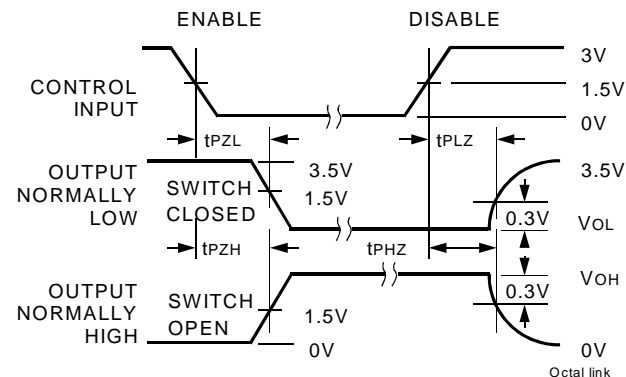 ENABLE
DISABLE
3V
CONTROL
INPUT
1.5V
0V
tPZL
tPLZ
OUTPUT
NORMALLY
LOW
SWITCH
CLOSED
3.5V
1.5V
3.5V
0.3V
VOL
tPZH
tPHZ
OUTPUT
NORMALLY
HIGH
SWITCH
OPEN
1.5V
0V
VOH
0.3V
0V
Octal link